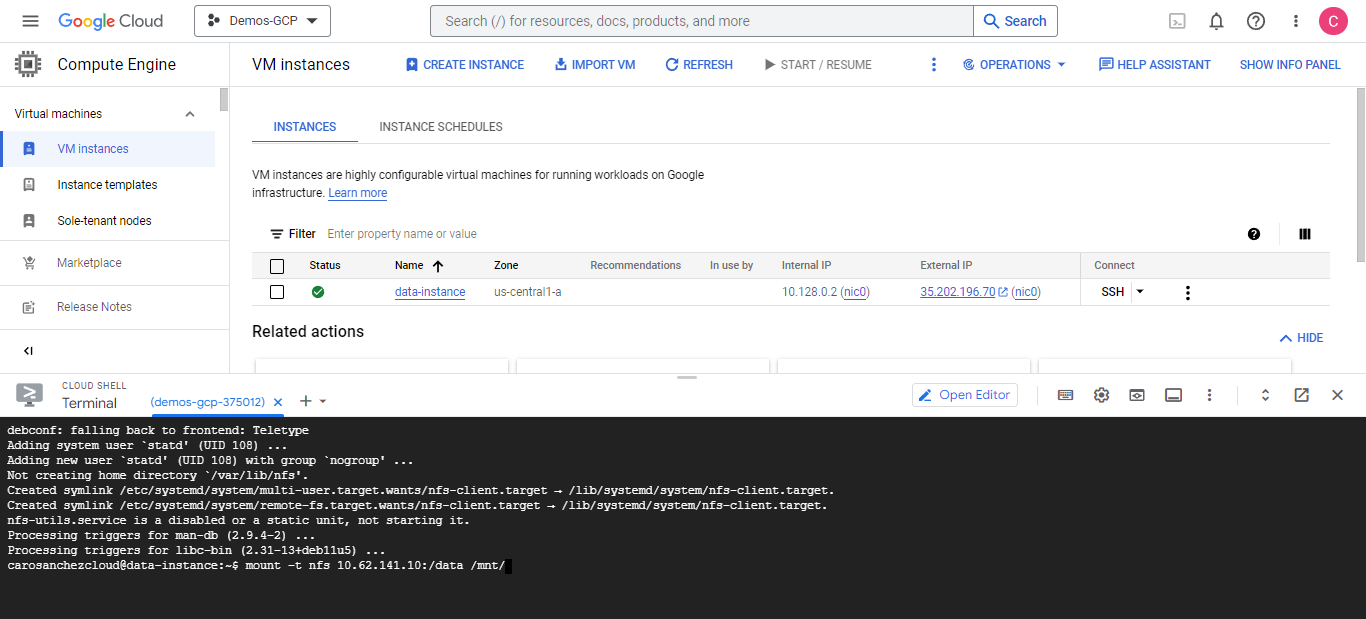 Google Cloud
Demos-GCP
Search (/) for resources, docs, products, and more
Search
C
Compute Engine
VM instances
CREATE INSTANCE
IMPORT VM
REFRESH
START / RESUME
OPERATIONS
HELP ASSISTANT
SHOW INFO PANEL
Virtual machines
VM instances
Instance templates
Sole-tenant nodes
Marketplace
Release Notes
INSTANCES
INSTANCE SCHEDULES
VM instances are highly configurable virtual machines for running workloads on Google
infrastructure. Learn more
Filter Enter property name or value
Status Name Zone Recommendations In use by Internal IP External IP Connect
data-instance us-central1-a 10.128.0.2 (nic0) 35.202.196.70 (nic0) SSH
Related actions
HIDE
CLOUD SHELL
Terminal
(demos-gcp-375012)
Open Editor
debconf: falling back to frontend: Teletype
Adding system user `statd' (UID 108) ...
Adding new user `statd' (UID 108) with group `nogroup' ...
Not creating home directory `/var/lib/nfs'.
Created symlink /etc/systemd/system/multi-user.target.wants/nfs-client.target → /lib/systemd/system/nfs-client.target.
Created symlink /etc/systemd/system/remote-fs.target.wants/nfs-client.target → /lib/systemd/system/nfs-client.target.
nfs-utils.service is a disabled or a static unit, not starting it.
Processing triggers for man-db (2.9.4-2) ...
Processing triggers for libc-bin (2.31-13+deb11u5) ...
carosanchezcloud@data-instance:~$ mount -t nfs 10.62.141.10:/data /mnt/